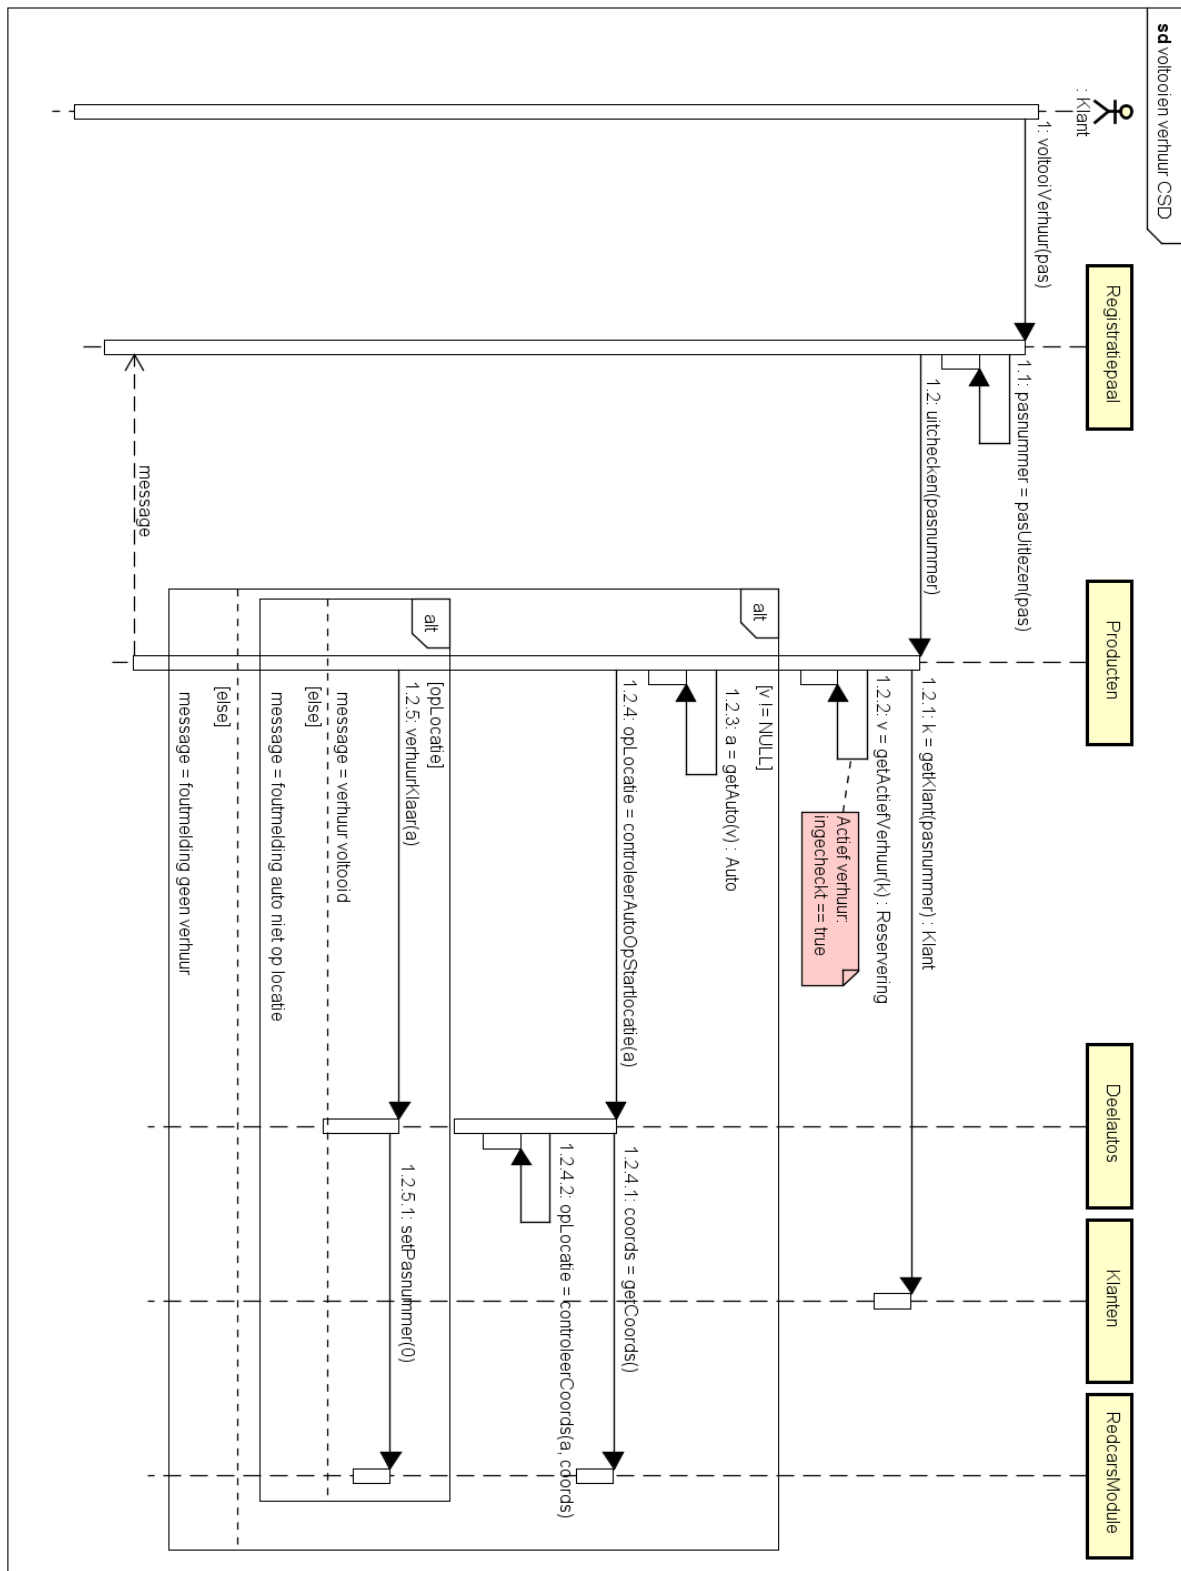 sd voltooien verhuur CSD
: Klant
Registratiepaal
Producten
Deelautos
Klanten
RedcarsModule
1: voltooiVerhuur(pas)
1.1: pasnummer = pasUitlezen(pas)
1.2: uitchecken(pasnummer)
1.2.1: k = getKlant(pasnummer) : Klant
1.2.2: v = getActiefVerhuur(k) : Reservering
Actief verhuur:
ingecheckt == true
alt
[v != NULL]
1.2.3: a = getAuto(v) : Auto
1.2.4: opLocatie = controleerAutoOpStartlocatie(a)
1.2.4.1: coords = getCoords()
1.2.4.2: opLocatie = controleerCoords(a, coords)
alt
[opLocatie]
1.2.5: verhuurKlaar(a)
1.2.5.1: setPasnummer(0)
message = verhuur voltooid
[else]
message = foutmelding auto niet op locatie
[else]
message = foutmelding geen verhuur
message